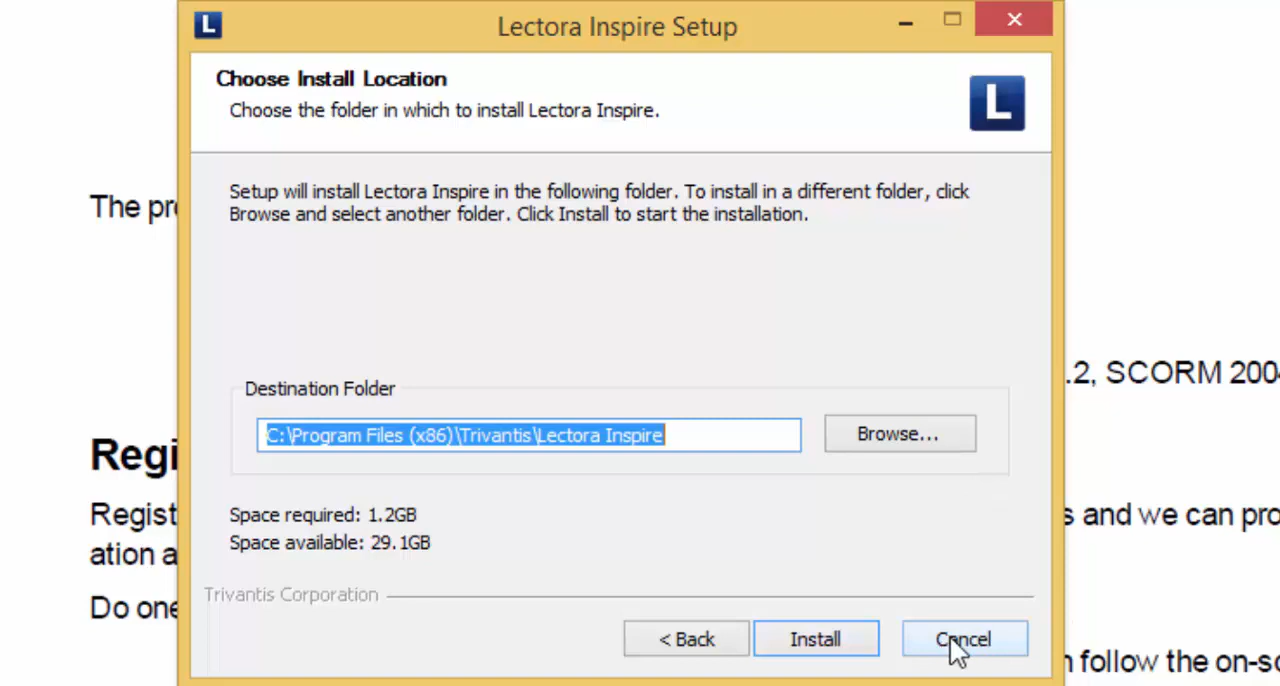 L
Lectora Inspire Setup
Choose Install Location
Choose the folder in which to install Lectora Inspire.
L
Setup will install Lectora Inspire in the following folder. To install in a different folder, click
Browse and select another folder. Click Install to start the installation.
The pr
Destination Folder
.2, SCORM 200
C:\Program Files (x86)\Trivantis\Lectora Inspire
Browse...
Regi
Regist
Space required: 1.2GB
s and we can pro
Space available: 29.1GB
ation a
Trivantis Corporation
Do one
< Back
Install
Cancel
follow the on-sc